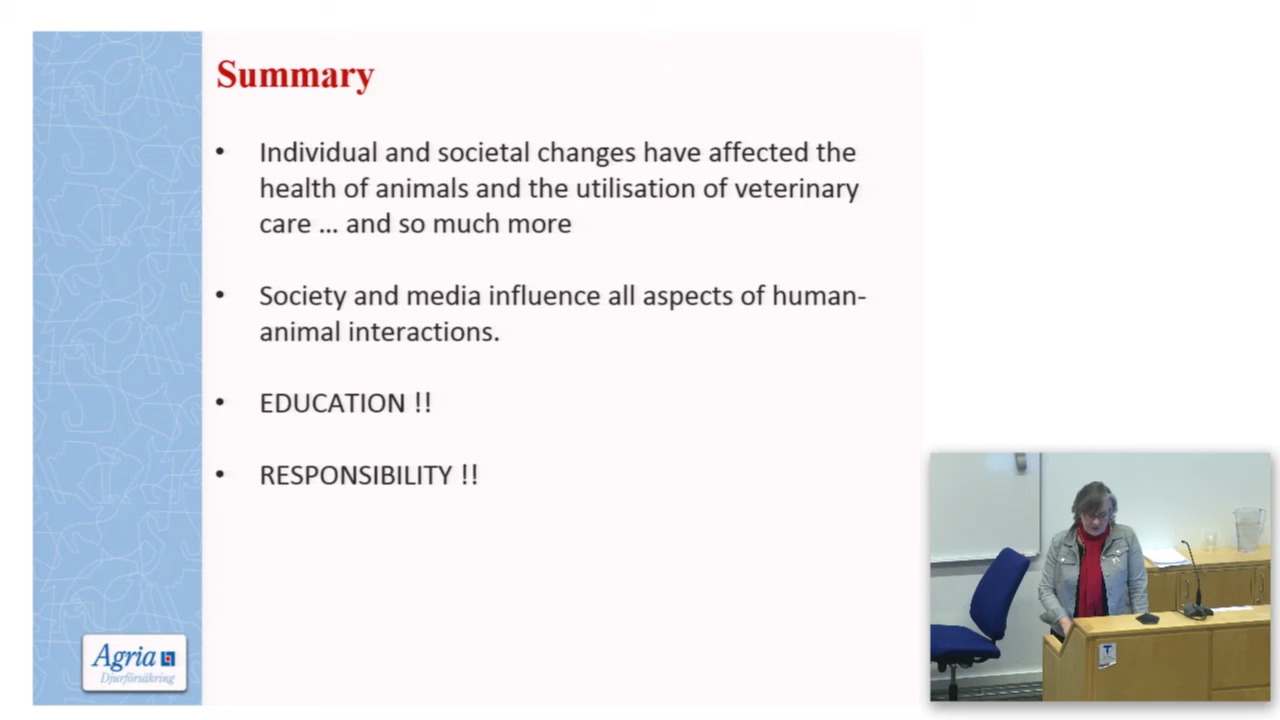 Summary
• Individual and societal changes have affected the
health of animals and the utilisation of veterinary
care ... and so much more
• Society and media influence all aspects of human-
animal interactions.
• EDUCATION !!
• RESPONSIBILITY !!
Agria
Djurförsäkring